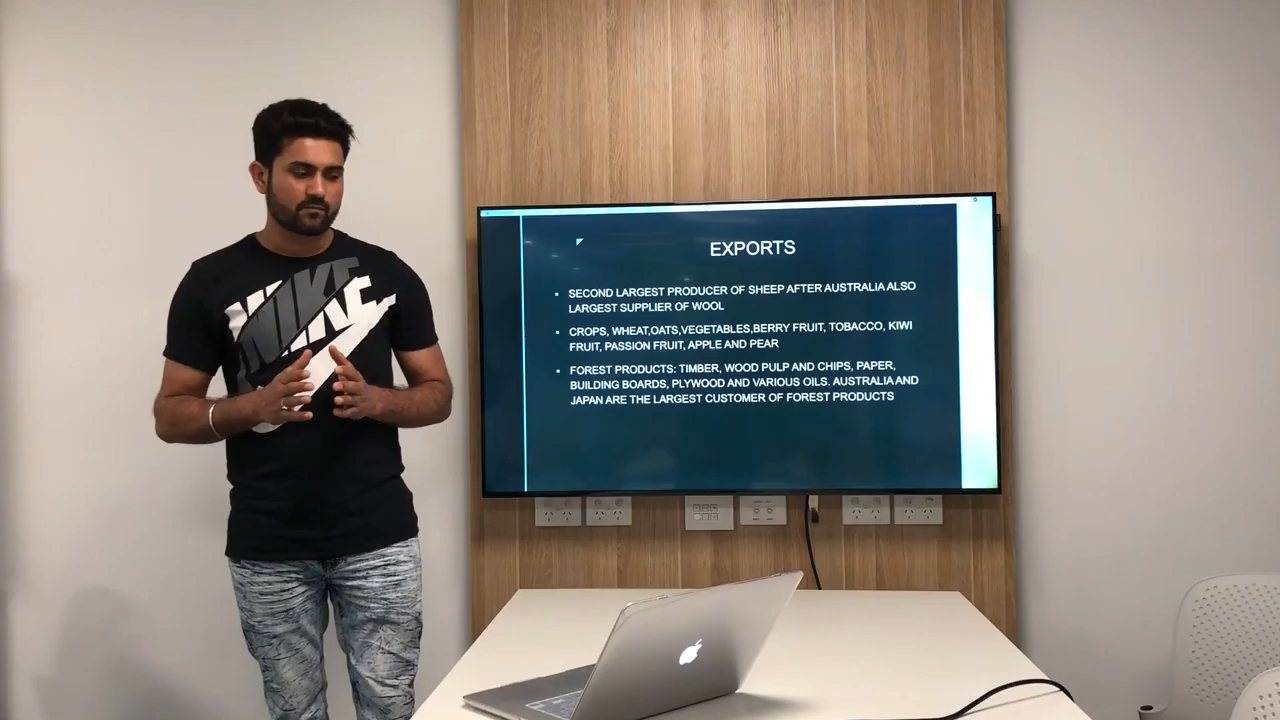 NIKE
NIKE
EXPORTS
SECOND LARGEST PRODUCER OF SHEEP AFTER AUSTRALIA ALSO
LARGEST SUPPLIER OF WOOL
CROPS, WHEAT,OATS,VEGETABLES,BERRY FRUIT, TOBACCO, KIWI
FRUIT, PASSION FRUIT, APPLE AND PEAR
FOREST PRODUCTS: TIMBER, WOOD PULP AND CHIPS, PAPER,
BUILDING BOARDS, PLYWOOD AND VARIOUS OILS. AUSTRALIA AND
JAPAN ARE THE LARGEST CUSTOMER OF FOREST PRODUCTS